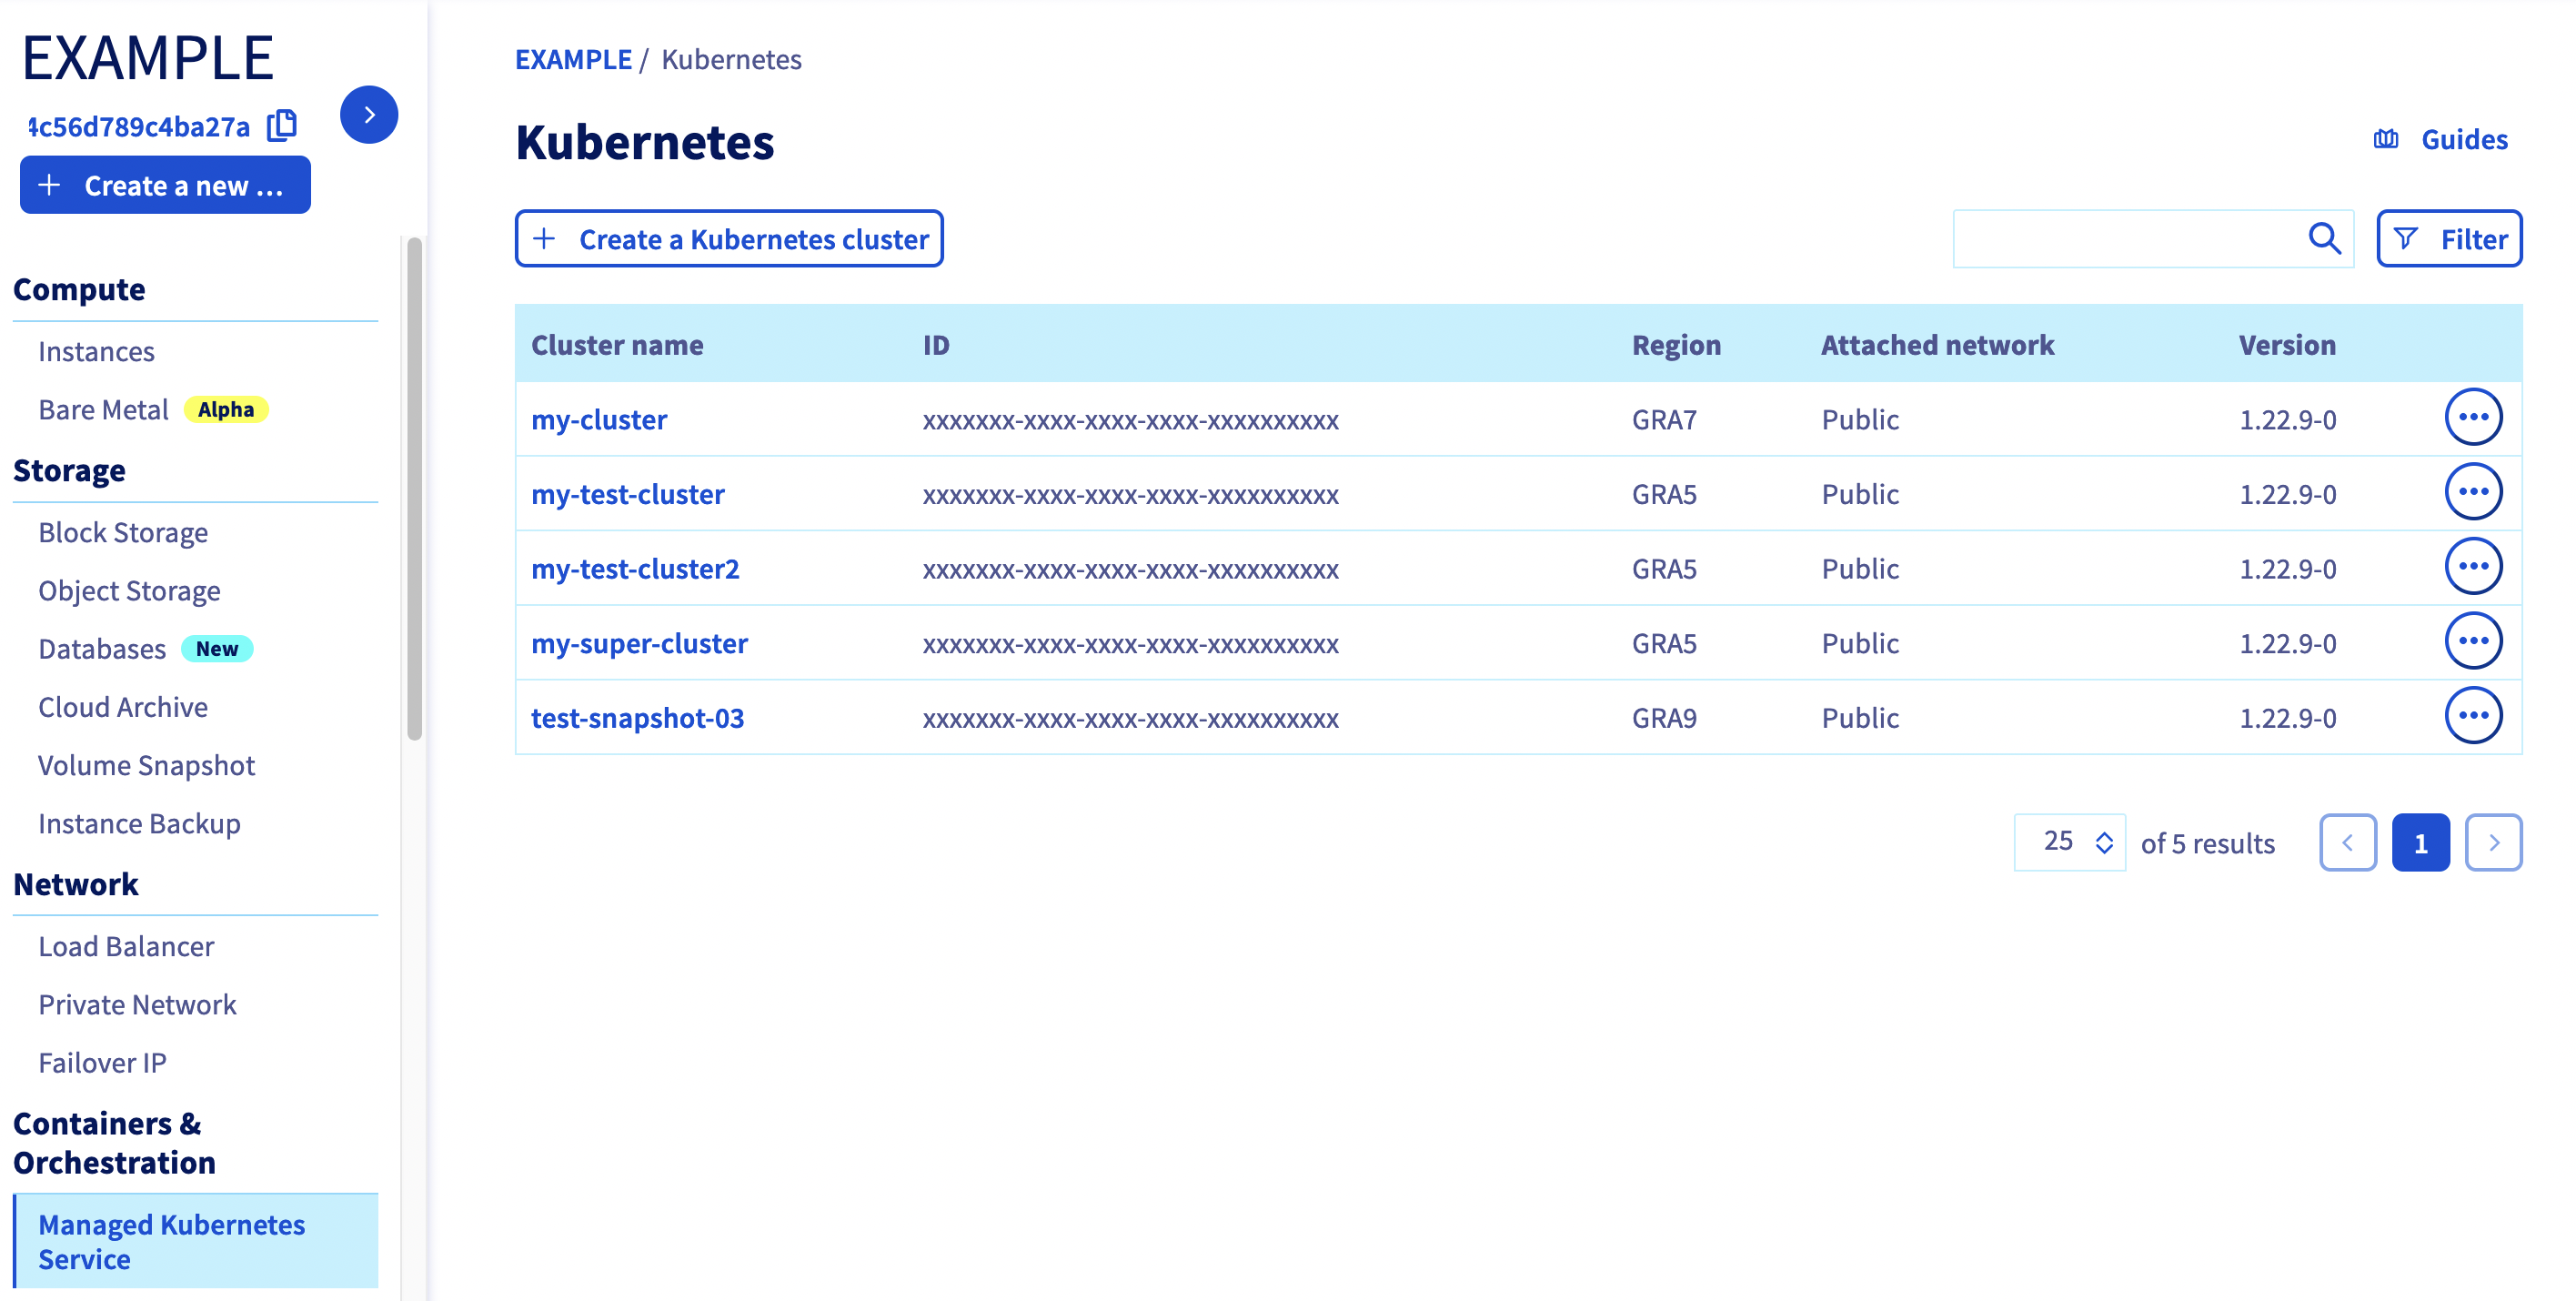 EXAMPLE
4c56d789c4ba27a
Create a new ...
Compute
Instances
Bare Metal Alpha
Storage
Block Storage
Object Storage
Databases New
Cloud Archive
Volume Snapshot
Instance Backup
Network
Load Balancer
Private Network
Failover IP
Containers &
Orchestration
Managed Kubernetes
Service
EXAMPLE / Kubernetes
Kubernetes
Guides
Create a Kubernetes cluster
Filter
Cluster name ID Region Attached network Version
my-cluster xxxxxxx-xxxx-xxxx-xxxx-xxxxxxxxxx GRA7 Public 1.22.9-0
my-test-cluster xxxxxxx-xxxx-xxxx-xxxx-xxxxxxxxxx GRA5 Public 1.22.9-0
my-test-cluster2 xxxxxxx-xxxx-xxxx-xxxx-xxxxxxxxxx GRA5 Public 1.22.9-0
my-super-cluster xxxxxxx-xxxx-xxxx-xxxx-xxxxxxxxxx GRA5 Public 1.22.9-0
test-snapshot-03 xxxxxxx-xxxx-xxxx-xxxx-xxxxxxxxxx GRA9 Public 1.22.9-0
25 of 5 results 1